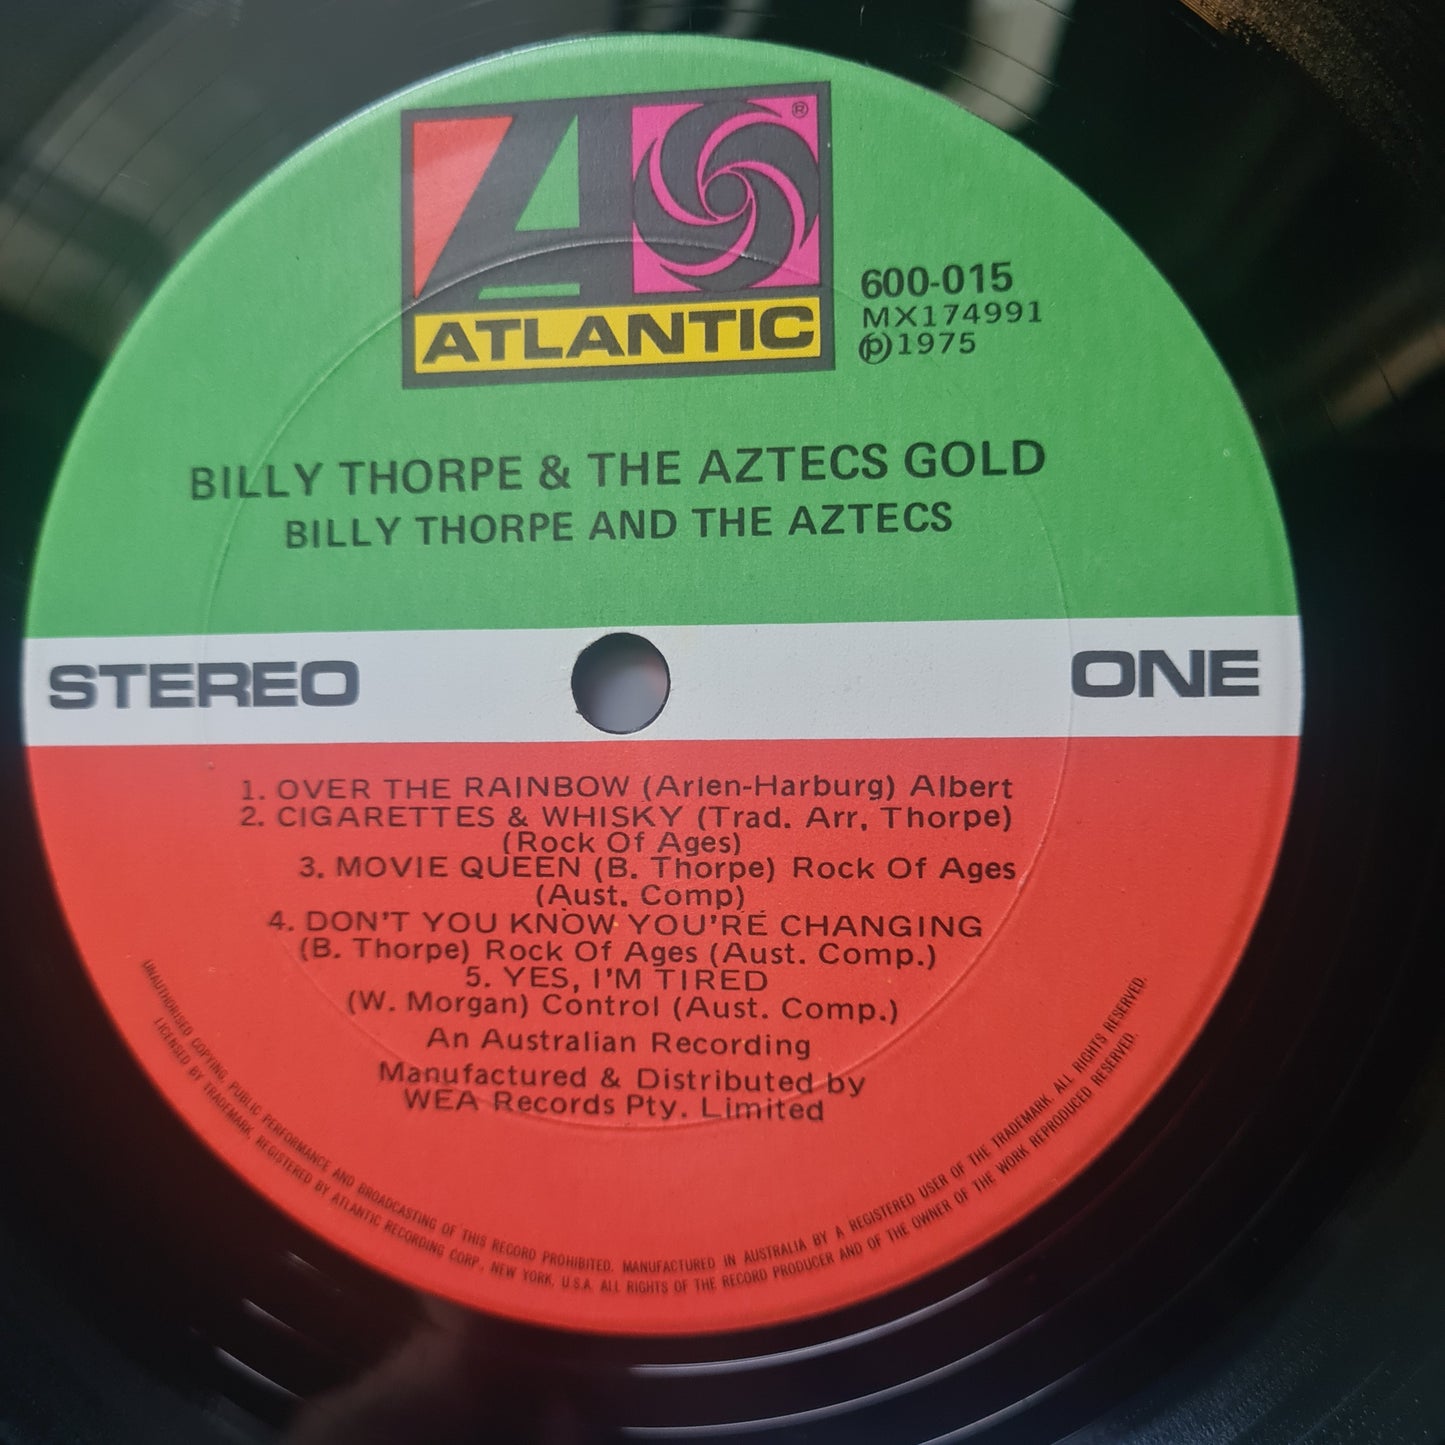 ATLANTIC
®
600-015
MX174991
℗1975
BILLY THORPE & THE AZTECS GOLD
BILLY THORPE AND THE AZTECS
STEREO
ONE
1. OVER THE RAINBOW (Arlen-Harburg) Albert
2. CIGARETTES & WHISKY (Trad. Arr, Thorpe)
(Rock Of Ages)
3. MOVIE QUEEN (B. Thorpe) Rock Of Ages
(Aust. Comp)
4. DON'T YOU KNOW YOU'RE CHANGING
(B. Thorpe) Rock Of Ages (Aust. Comp.)
5. YES, I'M TIRED
(W. Morgan) Control (Aust. Comp.)
An Australian Recording
Manufactured & Distributed by
WEA Records Pty. Limited
UNAUTHORISED COPYING, PUBLIC PERFORMANCE AND BROADCASTING OF THIS RECORD PROHIBITED. MANUFACTURED IN AUSTRALIA BY A REGISTERED USER OF THE TRADEMARK. ALL RIGHTS RESERVED.
LICENSED BY TRADEMARK, REGISTERED BY ATLANTIC RECORDING CORP., NEW YORK, U.S.A. ALL RIGHTS OF THE RECORD PRODUCER AND OF THE OWNER OF THE WORK REPRODUCED RESERVED.